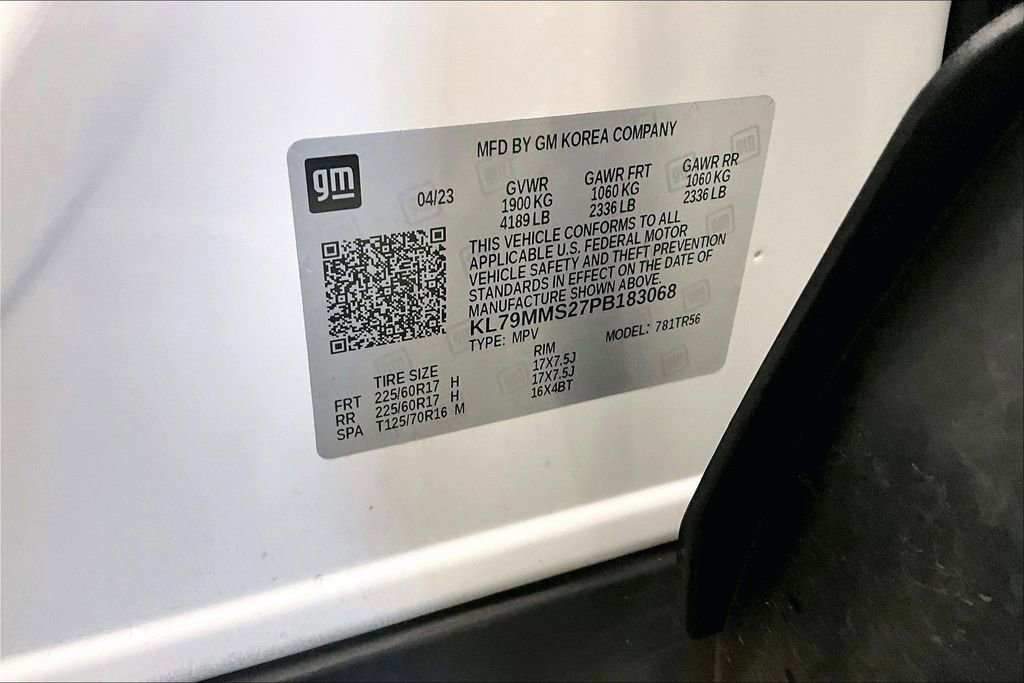 MFD BY GM KOREA COMPANY
gm
04/23
GVWR GAWR FRT GAWR RR
1900 KG 1060 KG 1060 KG
4189 LB 2336 LB 2336 LB
THIS VEHICLE CONFORMS TO ALL
APPLICABLE U.S. FEDERAL MOTOR
VEHICLE SAFETY AND THEFT PREVENTION
STANDARDS IN EFFECT ON THE DATE OF
MANUFACTURE SHOWN ABOVE.
KL79MMS27PB183068
TYPE: MPV MODEL: 781TR56
TIRE SIZE RIM
FRT 225/60R17 H 17X7.5J
RR 225/60R17 H 17X7.5J
SPA T125/70R16 M 16X4BT